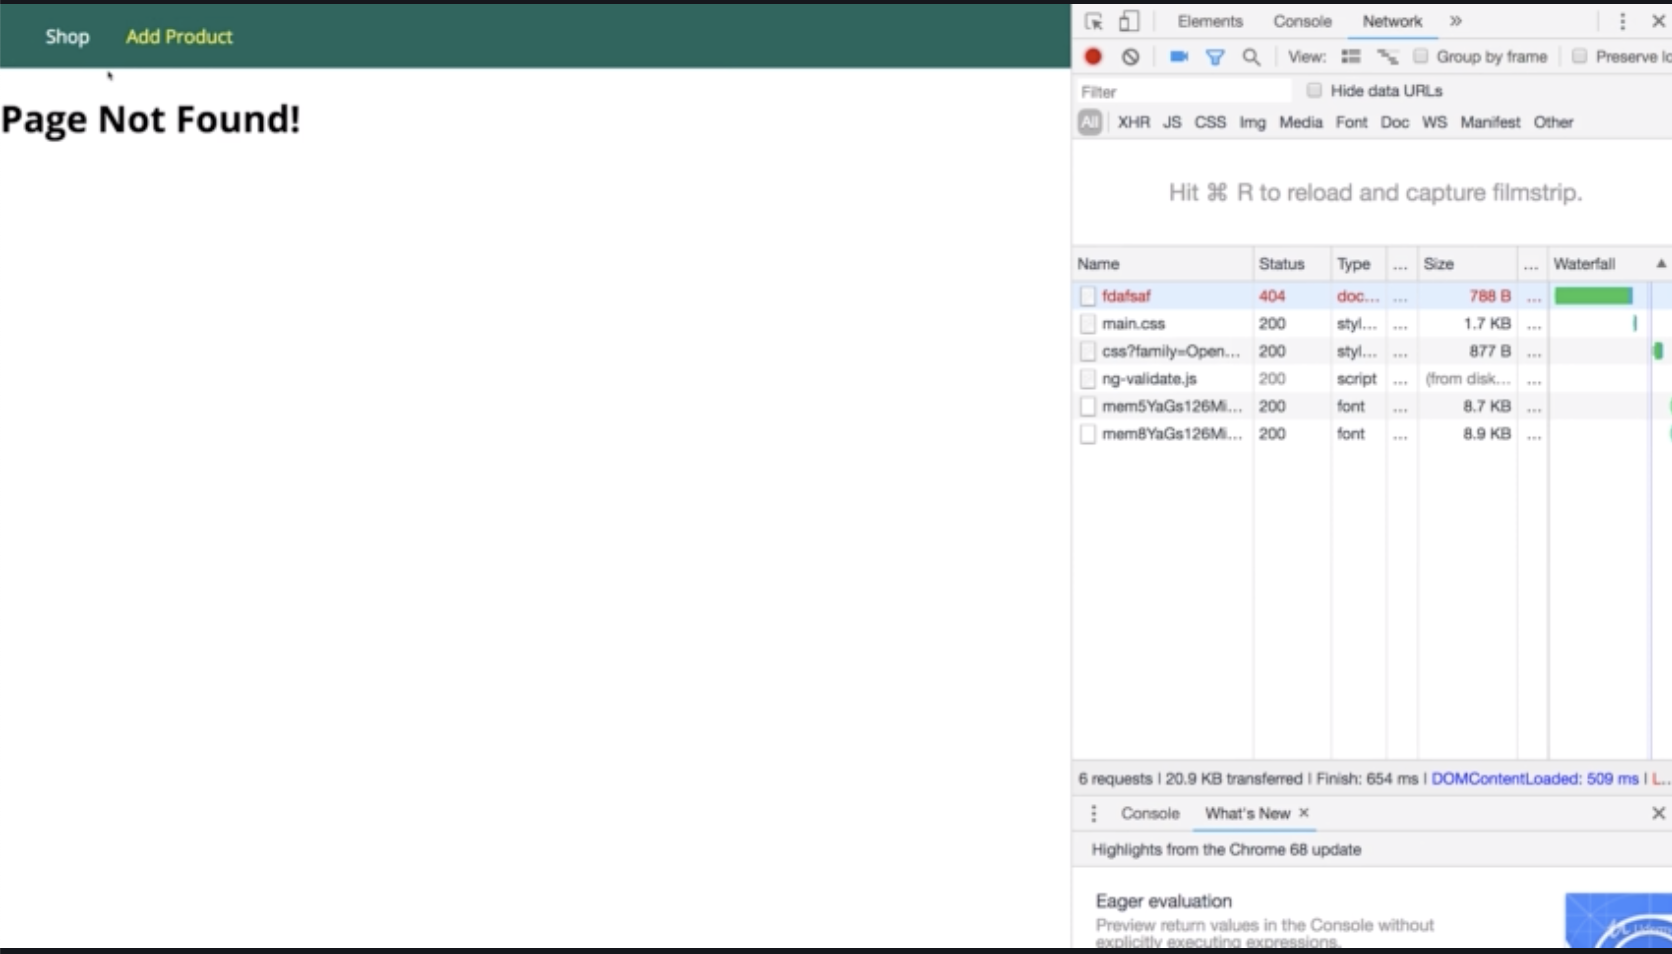 Shop Add Product
Page Not Found!
Elements Console Network »
View: Group by frame Preserve lo
Filter Hide data URLs
All XHR JS CSS Img Media Font Doc WS Manifest Other
Hit ⌘ R to reload and capture filmstrip.
Name Status Type ... Size ... Waterfall ▲
fdafsaf 404 doc... ... 788 B ...
main.css 200 styl... ... 1.7 KB ...
css?family=Open... 200 styl... ... 877 B ...
ng-validate.js 200 script ... (from disk... ...
mem5YaGs126Mi... 200 font ... 8.7 KB ...
mem8YaGs126Mi... 200 font ... 8.9 KB ...
6 requests | 20.9 KB transferred | Finish: 654 ms | DOMContentLoaded: 509 ms | L...
Console What's New ×
Highlights from the Chrome 68 update
Eager evaluation
Preview return values in the Console without
explicitly executing expressions.